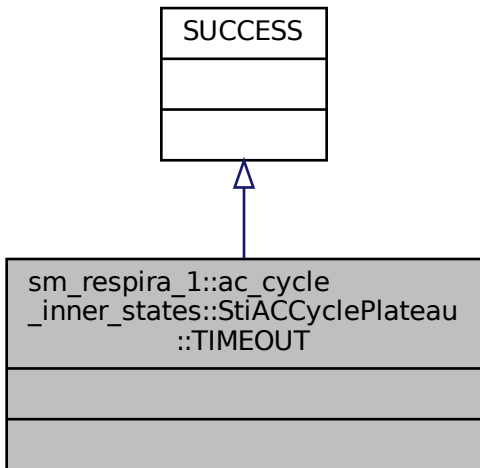 SUCCESS
sm_respira_1::ac_cycle
_inner_states::StiACCyclePlateau
::TIMEOUT